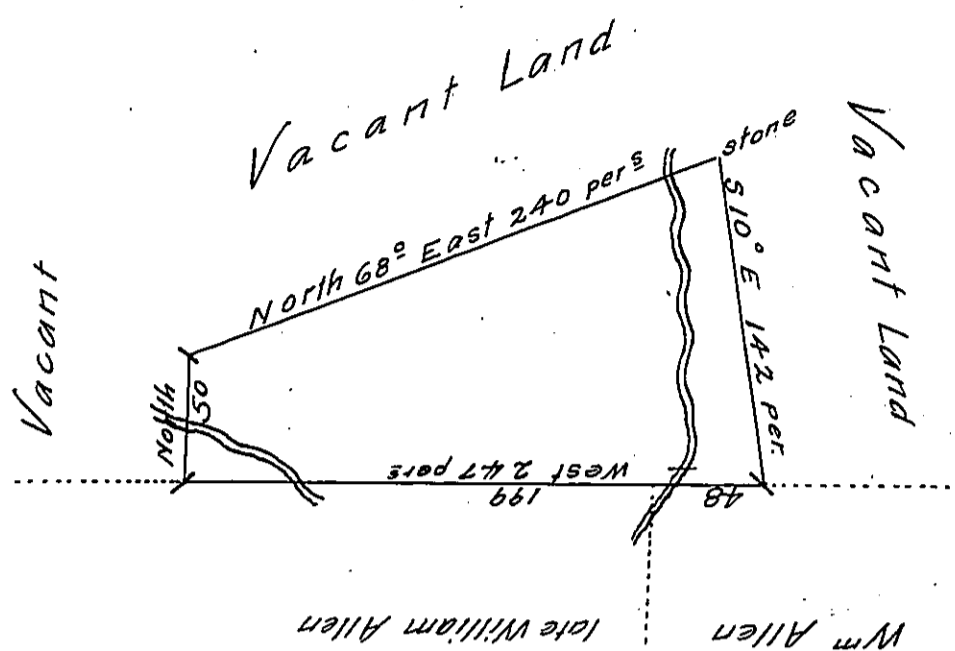 Vacant Land
stone
North 68º East 240 perˢ
S 10° E 142 per.
Vacant Land
Vacant
North
50
West 247 perˢ
199
48
late William Allen
Wᵐ Allen